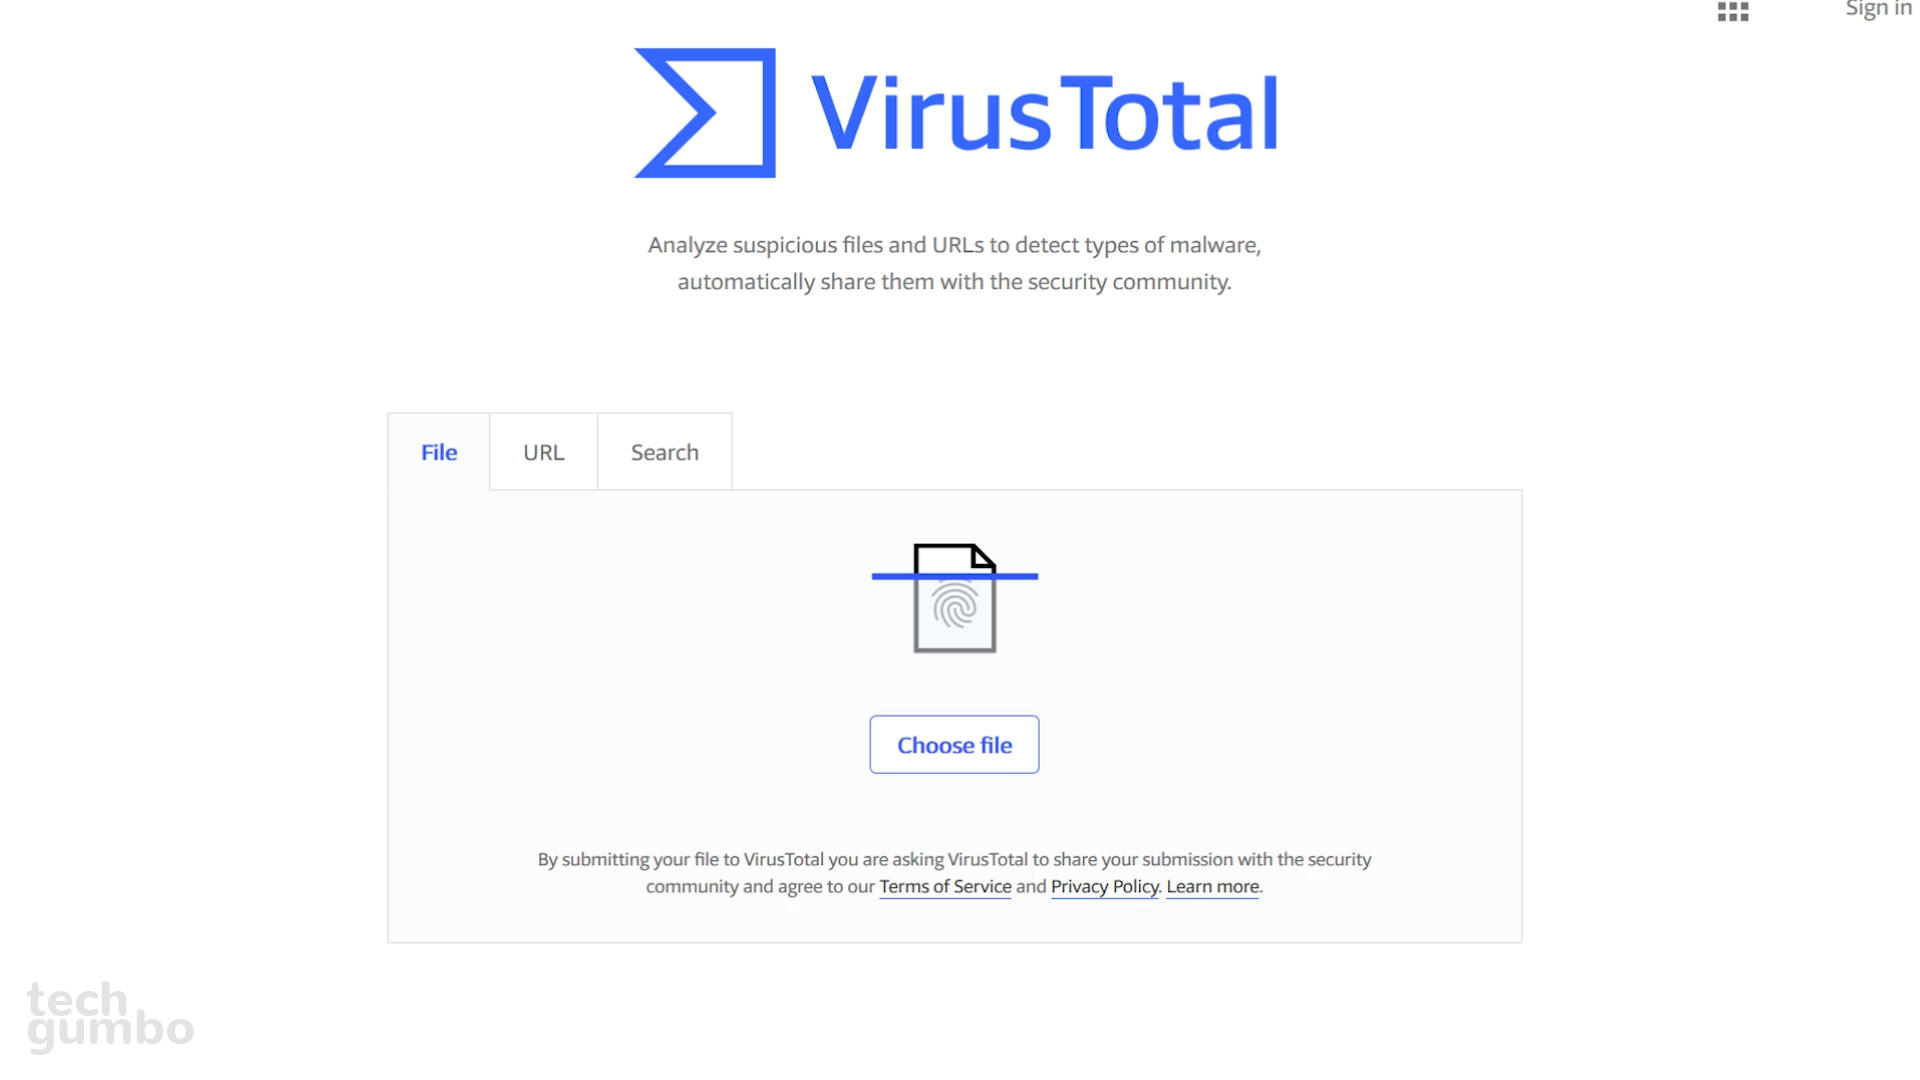 Sign in
VirusTotal
Analyze suspicious files and URLs to detect types of malware,
automatically share them with the security community.
File
URL
Search
Choose file
By submitting your file to VirusTotal you are asking VirusTotal to share your submission with the security
community and agree to our Terms of Service and Privacy Policy. Learn more.
tech
gumbo